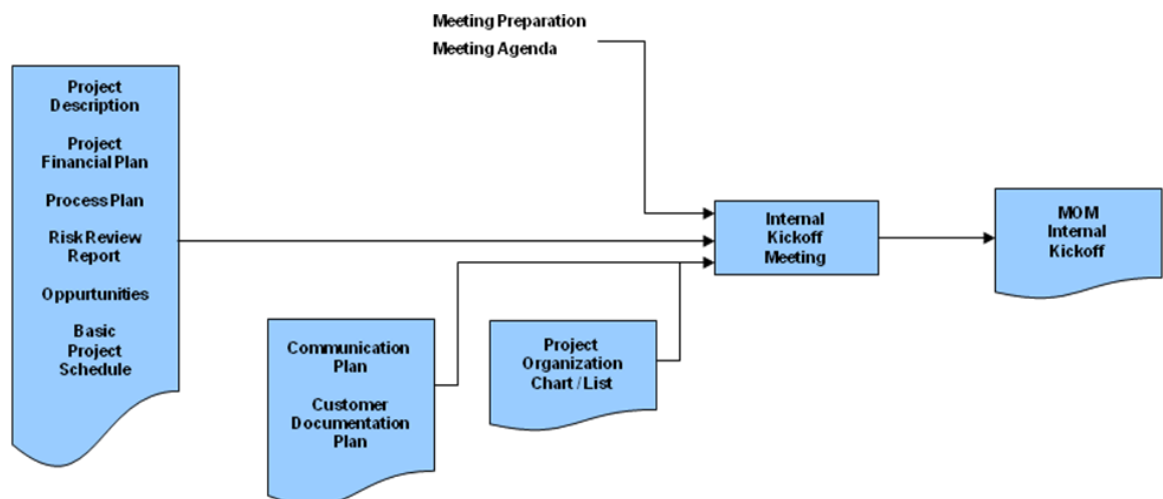 Meeting Preparation
Meeting Agenda
Project
Description
Project
Financial Plan
Process Plan
Risk Review
Report
Oppurtunities
Basic
Project
Schedule
Communication
Plan
Customer
Documentation
Plan
Project
Organization
Chart / List
Internal
Kickoff
Meeting
MOM
Internal
Kickoff